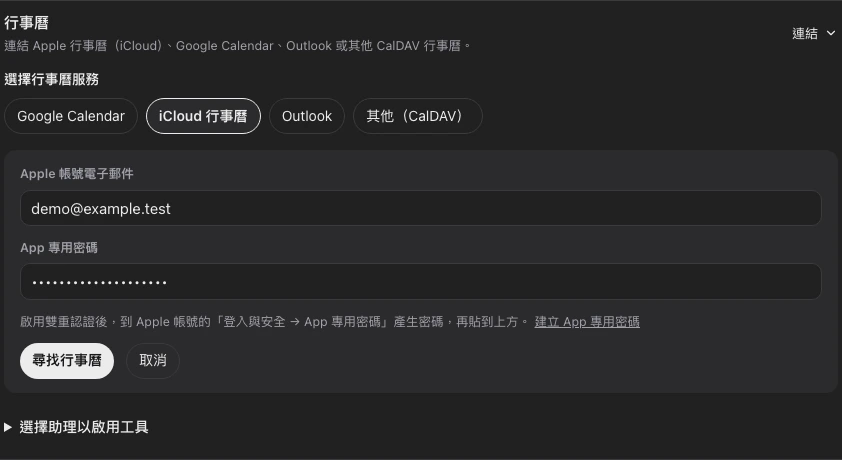 行事曆
連結 Apple 行事曆（iCloud）、Google Calendar、Outlook 或其他 CalDAV 行事曆。
連結
選擇行事曆服務
Google Calendar
iCloud 行事曆
Outlook
其他（CalDAV）
Apple 帳號電子郵件
demo@example.test
App 專用密碼
••••••••••••••••••••
啟用雙重認證後，到 Apple 帳號的「登入與安全 → App 專用密碼」產生密碼，再貼到上方。 建立 App 專用密碼
尋找行事曆
取消
▶ 選擇助理以啟用工具